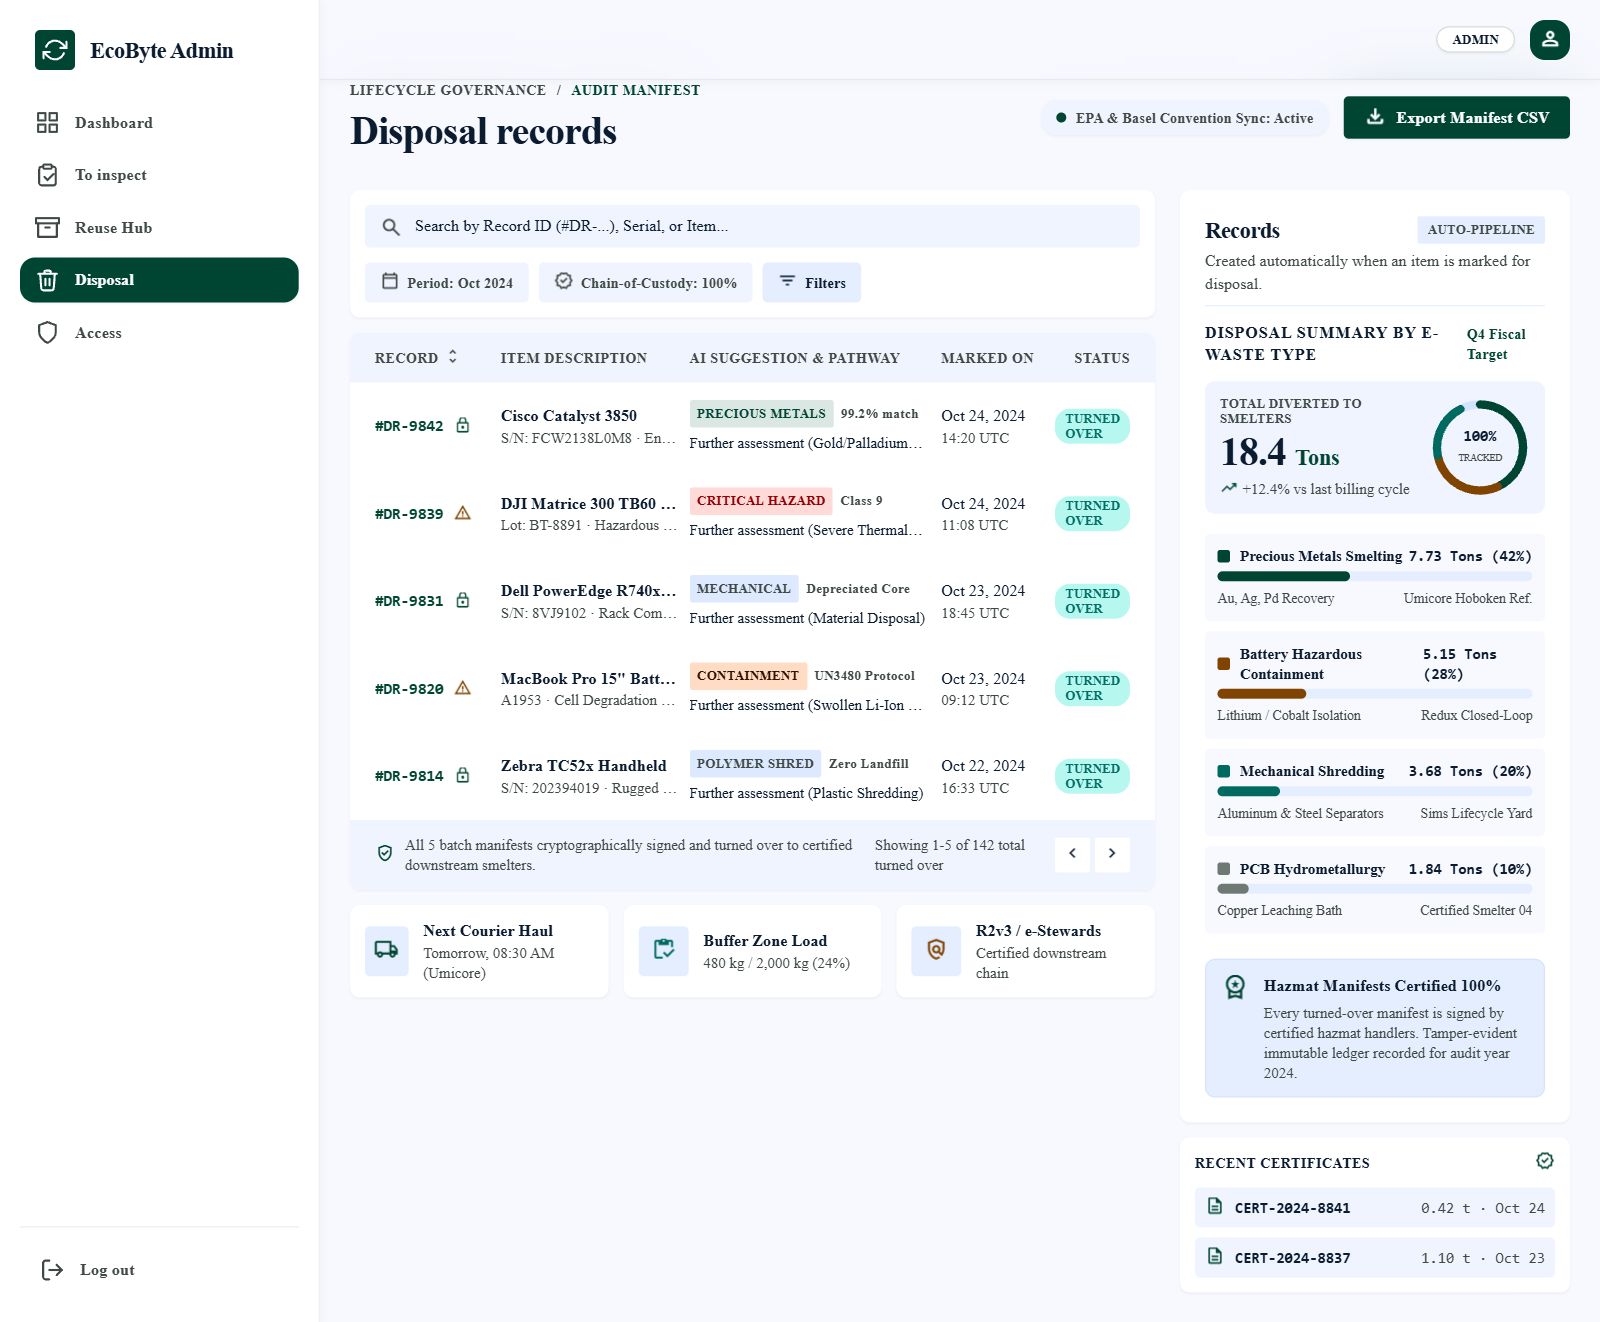 EcoByte Admin
Dashboard
To inspect
Reuse Hub
Disposal
Access
Log out
ADMIN
LIFECYCLE GOVERNANCE / AUDIT MANIFEST
Disposal records
EPA & Basel Convention Sync: Active
Export Manifest CSV
Search by Record ID (#DR-...), Serial, or Item...
Period: Oct 2024
Chain-of-Custody: 100%
Filters
RECORD ITEM DESCRIPTION AI SUGGESTION & PATHWAY MARKED ON STATUS
#DR-9842
Cisco Catalyst 3850
S/N: FCW2138L0M8 · En...
PRECIOUS METALS 99.2% match
Further assessment (Gold/Palladium...
Oct 24, 2024
14:20 UTC
TURNED
OVER
#DR-9839
DJI Matrice 300 TB60 ...
Lot: BT-8891 · Hazardous ...
CRITICAL HAZARD Class 9
Further assessment (Severe Thermal...
Oct 24, 2024
11:08 UTC
TURNED
OVER
#DR-9831
Dell PowerEdge R740x...
S/N: 8VJ9102 · Rack Com...
MECHANICAL Depreciated Core
Further assessment (Material Disposal)
Oct 23, 2024
18:45 UTC
TURNED
OVER
#DR-9820
MacBook Pro 15" Batt...
A1953 · Cell Degradation ...
CONTAINMENT UN3480 Protocol
Further assessment (Swollen Li-Ion ...
Oct 23, 2024
09:12 UTC
TURNED
OVER
#DR-9814
Zebra TC52x Handheld
S/N: 202394019 · Rugged ...
POLYMER SHRED Zero Landfill
Further assessment (Plastic Shredding)
Oct 22, 2024
16:33 UTC
TURNED
OVER
All 5 batch manifests cryptographically signed and turned over to certified
downstream smelters.
Showing 1-5 of 142 total
turned over
Next Courier Haul
Tomorrow, 08:30 AM
(Umicore)
Buffer Zone Load
480 kg / 2,000 kg (24%)
R2v3 / e-Stewards
Certified downstream
chain
Records
AUTO-PIPELINE
Created automatically when an item is marked for
disposal.
DISPOSAL SUMMARY BY E-
WASTE TYPE
Q4 Fiscal
Target
TOTAL DIVERTED TO
SMELTERS
18.4 Tons
+12.4% vs last billing cycle
100%
TRACKED
Precious Metals Smelting 7.73 Tons (42%)
Au, Ag, Pd Recovery Umicore Hoboken Ref.
Battery Hazardous
Containment
5.15 Tons
(28%)
Lithium / Cobalt Isolation Redux Closed-Loop
Mechanical Shredding 3.68 Tons (20%)
Aluminum & Steel Separators Sims Lifecycle Yard
PCB Hydrometallurgy 1.84 Tons (10%)
Copper Leaching Bath Certified Smelter 04
Hazmat Manifests Certified 100%
Every turned-over manifest is signed by
certified hazmat handlers. Tamper-evident
immutable ledger recorded for audit year
2024.
RECENT CERTIFICATES
CERT-2024-8841 0.42 t · Oct 24
CERT-2024-8837 1.10 t · Oct 23